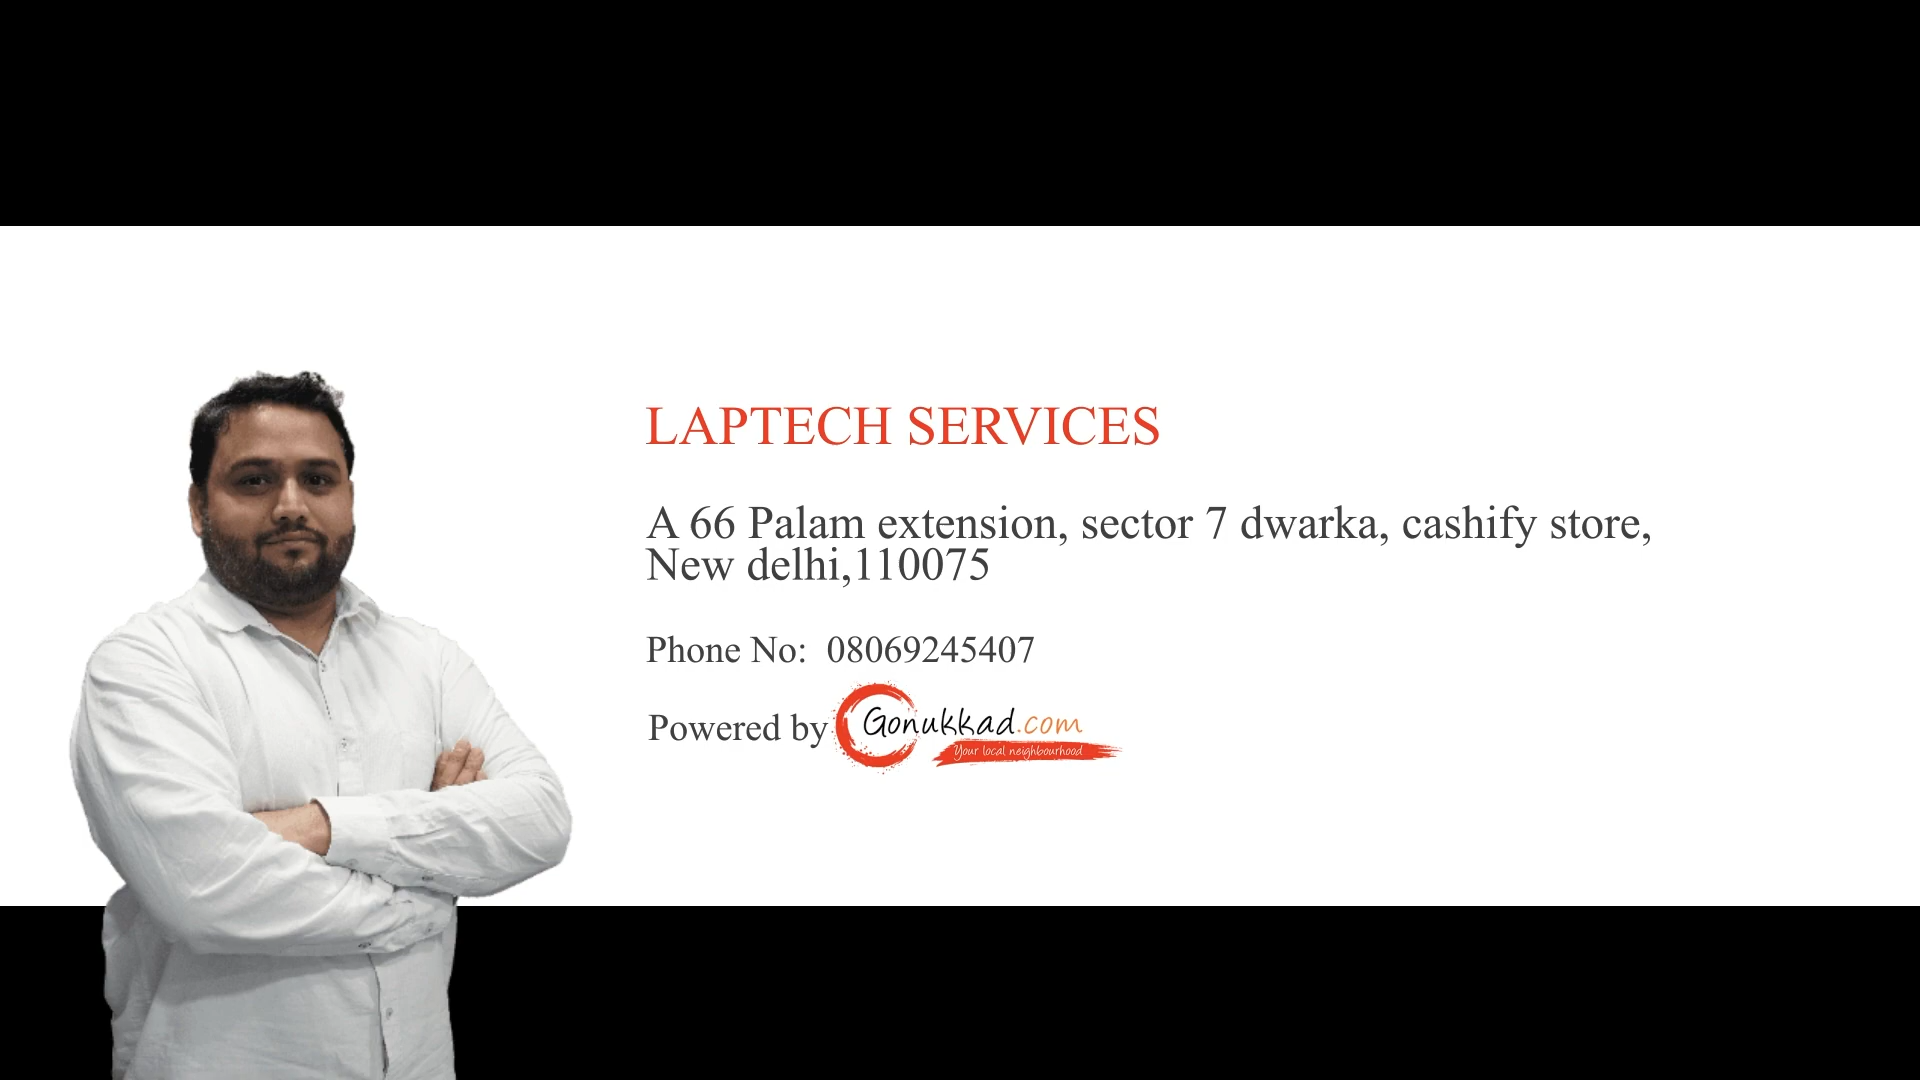 LAPTECH SERVICES
A 66 Palam extension, sector 7 dwarka, cashify store,
New delhi,110075
Phone No:  08069245407
Powered by Gonukkad.com
Your local neighbourhood